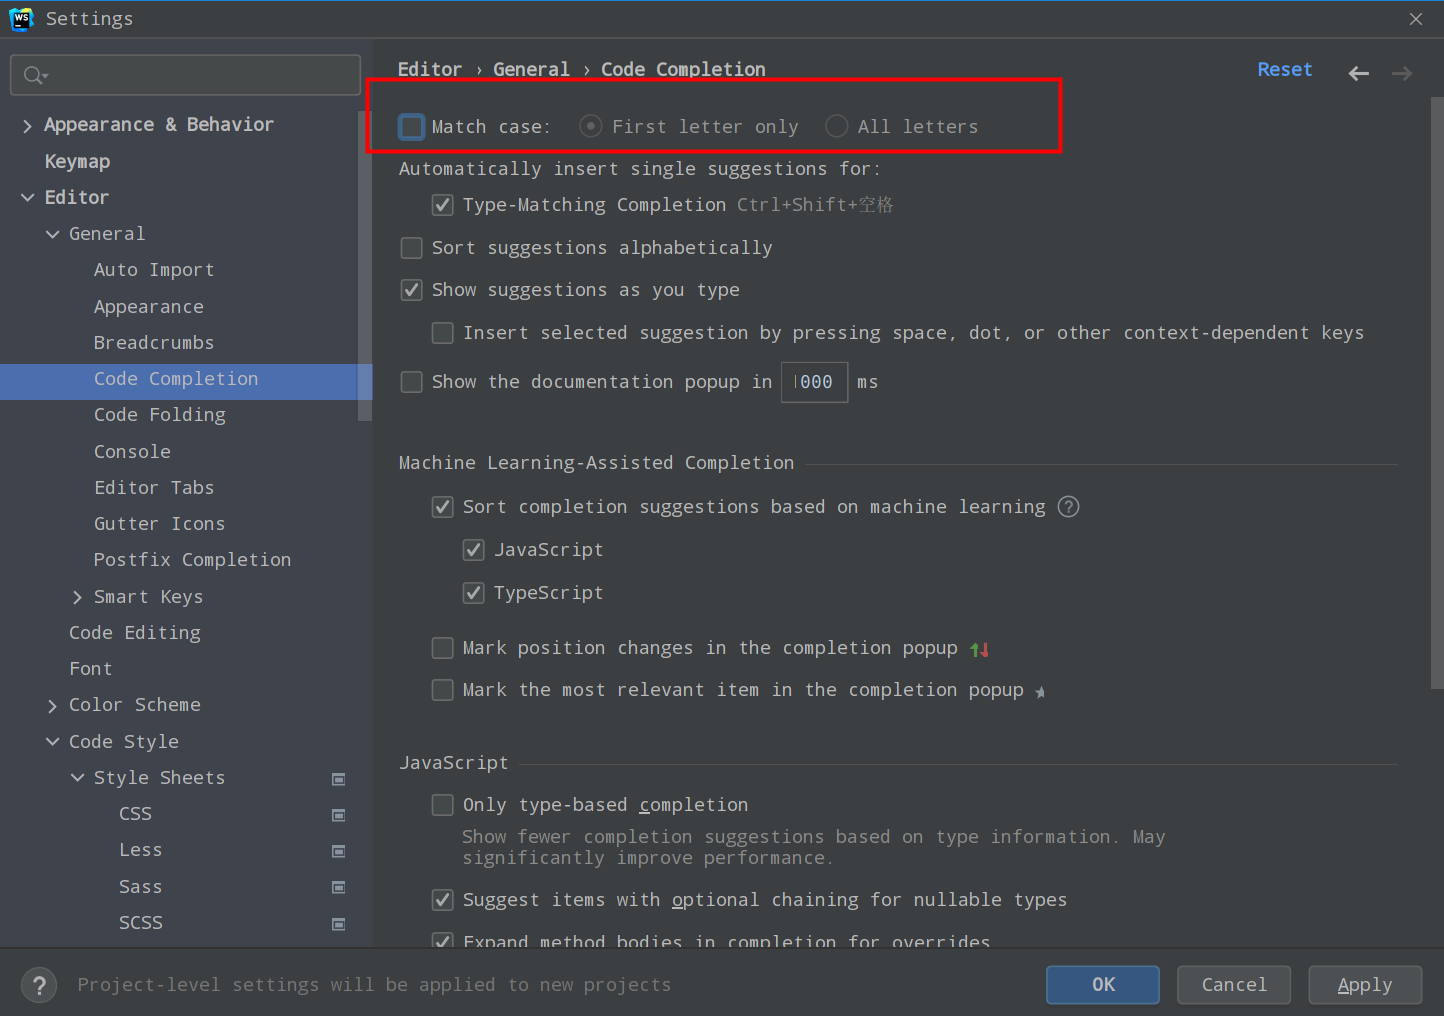 WS
Settings
Editor › General › Code Completion
Reset
Match case: First letter only All letters
Automatically insert single suggestions for:
Type-Matching Completion Ctrl+Shift+空格
Sort suggestions alphabetically
Show suggestions as you type
Insert selected suggestion by pressing space, dot, or other context-dependent keys
Show the documentation popup in 000 ms
Machine Learning-Assisted Completion
Sort completion suggestions based on machine learning ?
JavaScript
TypeScript
Mark position changes in the completion popup
Mark the most relevant item in the completion popup
JavaScript
Only type-based completion
Show fewer completion suggestions based on type information. May
significantly improve performance.
Suggest items with optional chaining for nullable types
Expand method bodies in completion for overrides
Appearance & Behavior
Keymap
Editor
General
Auto Import
Appearance
Breadcrumbs
Code Completion
Code Folding
Console
Editor Tabs
Gutter Icons
Postfix Completion
Smart Keys
Code Editing
Font
Color Scheme
Code Style
Style Sheets
CSS
Less
Sass
SCSS
? Project-level settings will be applied to new projects
OK Cancel Apply